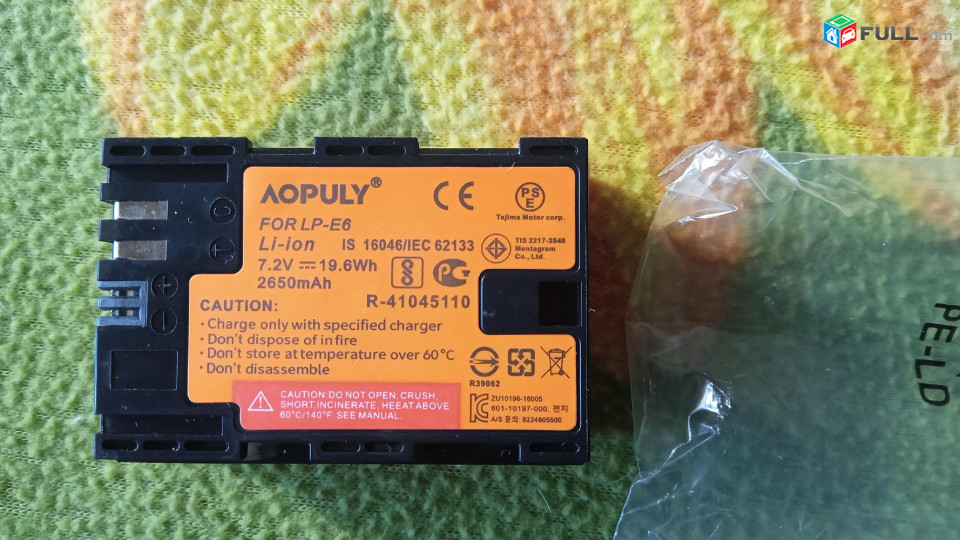 FULL.am
AOPULY®
FOR LP-E6
Li-ion IS 16046/IEC 62133
7.2V 19.6Wh
2650mAh
R-41045110
CE
PSE
Tajima Motor corp.
TIS 2217-2548
Mentagram
Co., Ltd.
C
+
+
−
CAUTION:
· Charge only with specified charger
· Don't dispose of in fire
· Don't store at temperature over 60°C
· Don't disassemble
CAUTION:DO NOT OPEN, CRUSH,
SHORT,INCINERATE, HEEAT ABOVE
60°C/140°F. SEE MANUAL.
R39062
ZU10196-16005
601-10197-000, 전지
A/S 문의: 8224805500
PE-LD